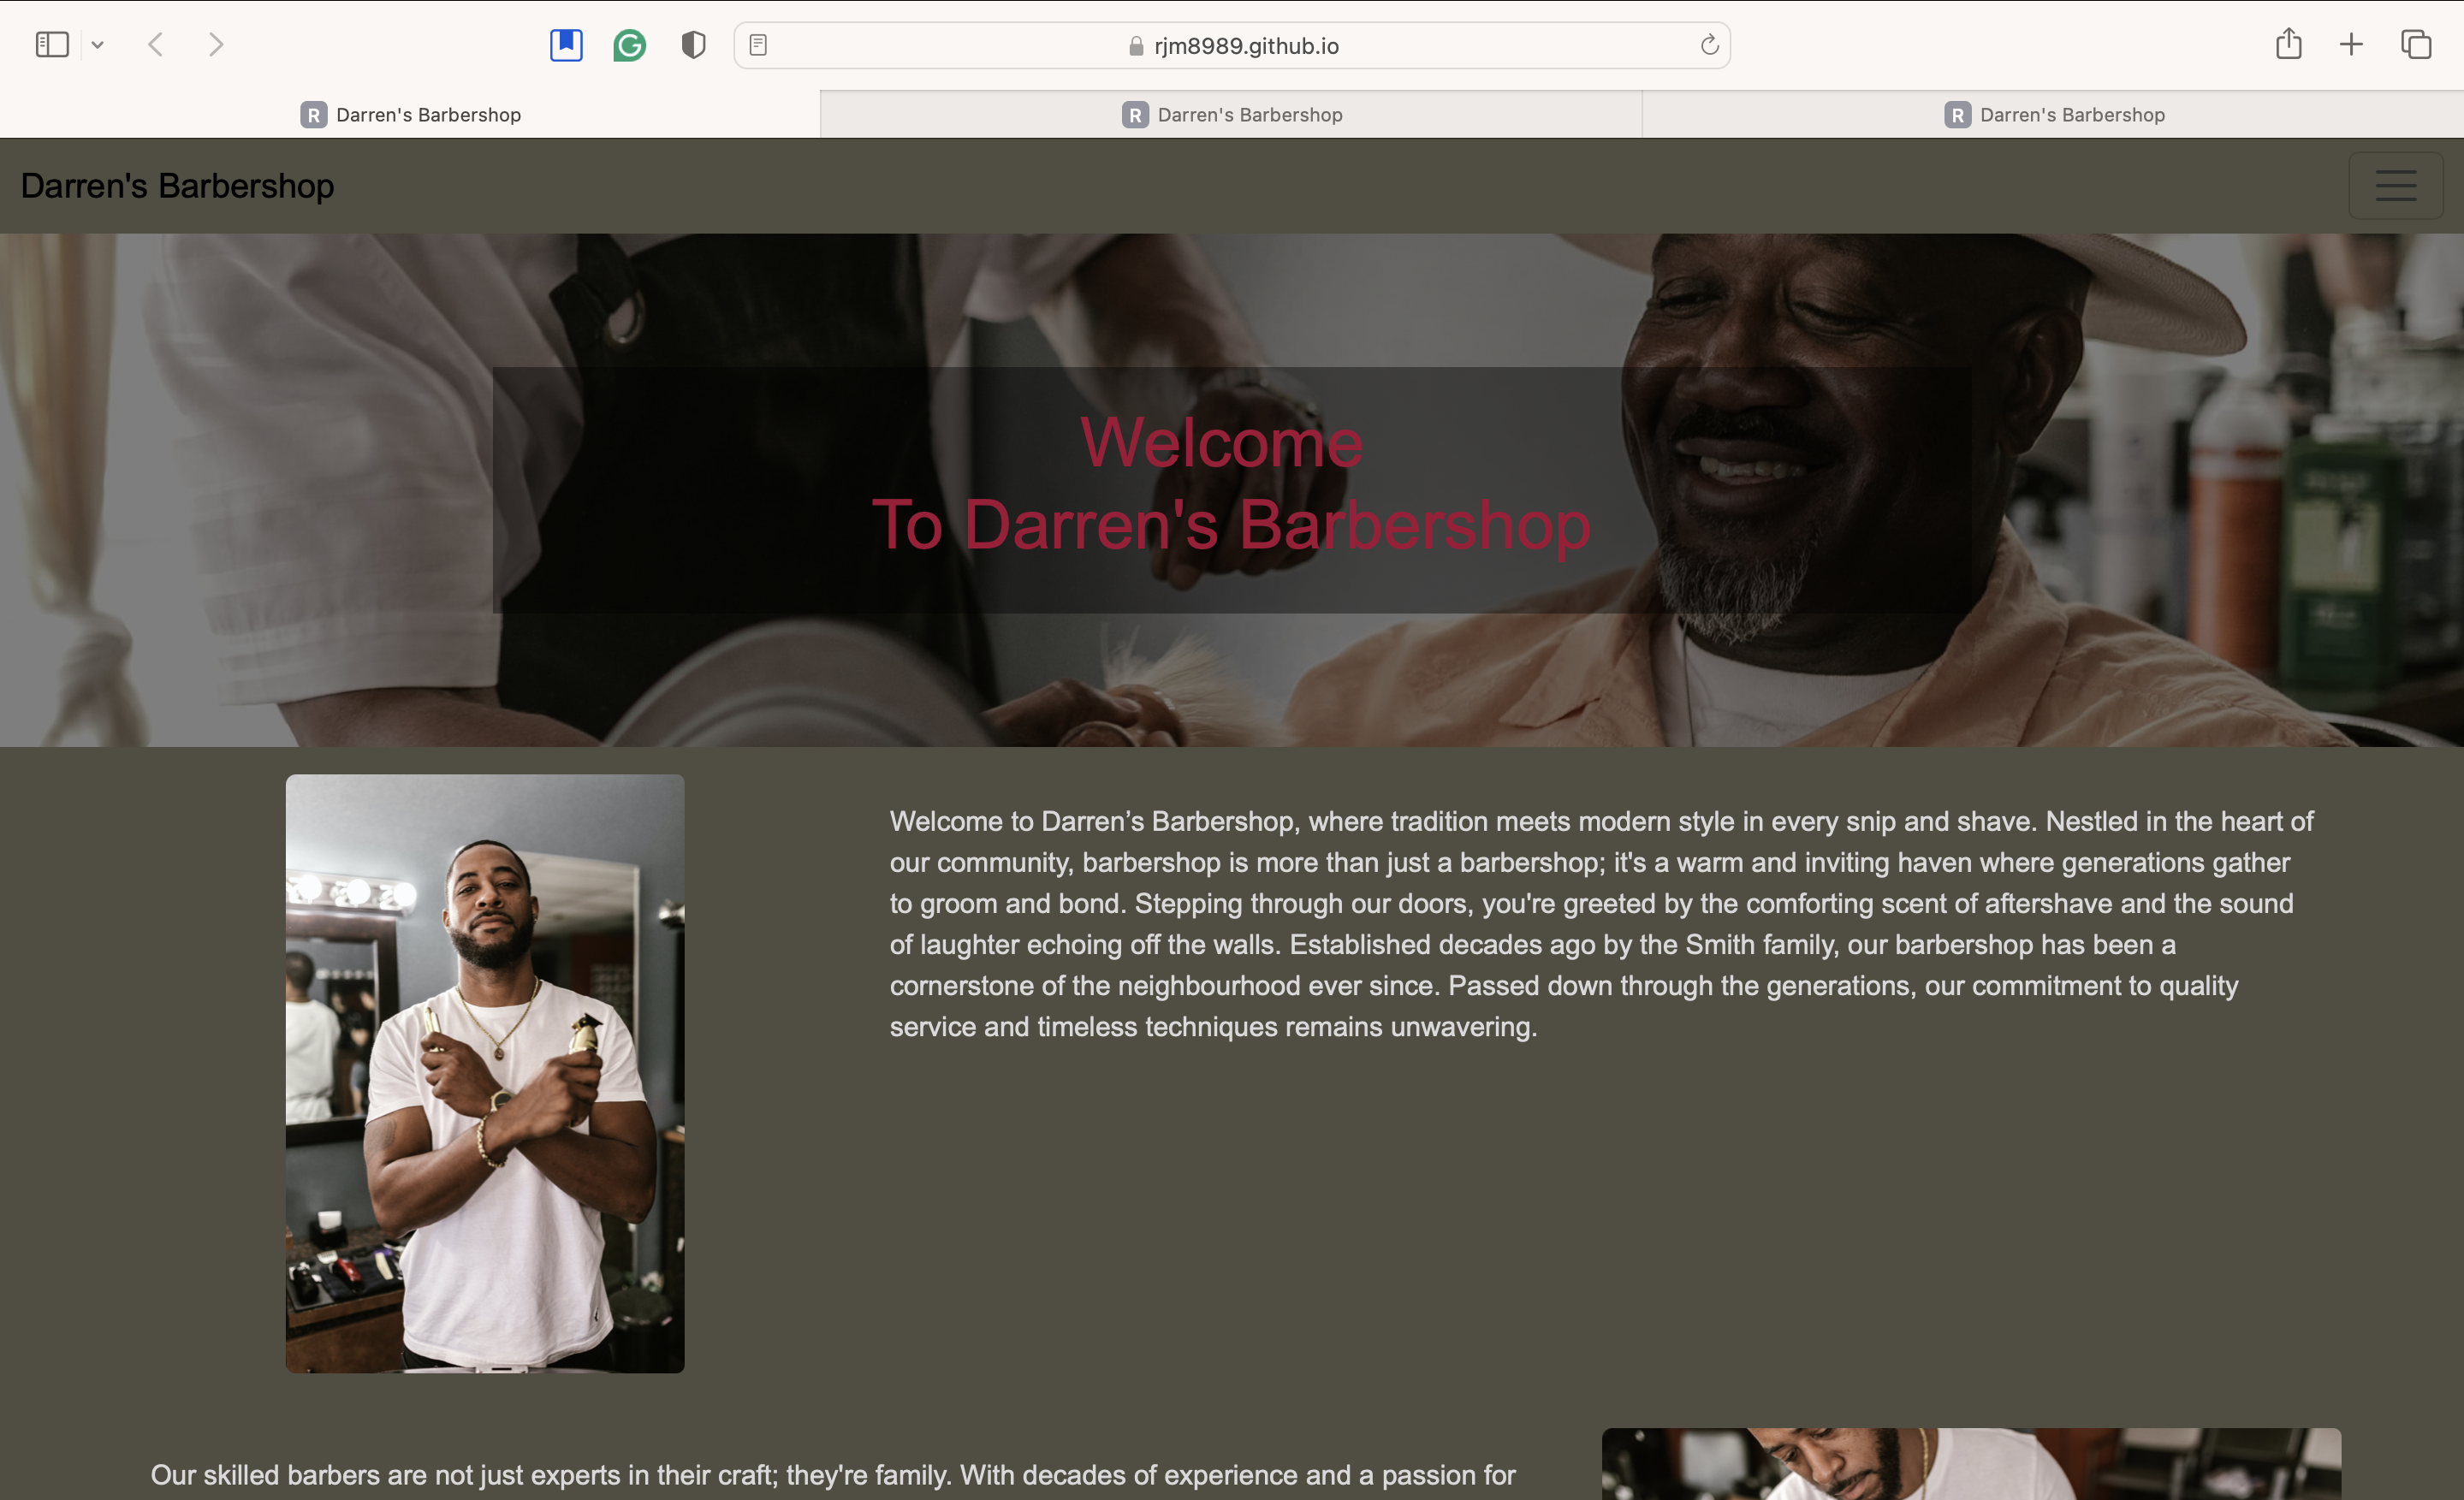 rjm8989.github.io
R Darren's Barbershop
R Darren's Barbershop
R Darren's Barbershop
Darren's Barbershop
Welcome
To Darren's Barbershop
Welcome to Darren’s Barbershop, where tradition meets modern style in every snip and shave. Nestled in the heart of
our community, barbershop is more than just a barbershop; it's a warm and inviting haven where generations gather
to groom and bond. Stepping through our doors, you're greeted by the comforting scent of aftershave and the sound
of laughter echoing off the walls. Established decades ago by the Smith family, our barbershop has been a
cornerstone of the neighbourhood ever since. Passed down through the generations, our commitment to quality
service and timeless techniques remains unwavering.
Our skilled barbers are not just experts in their craft; they're family. With decades of experience and a passion for